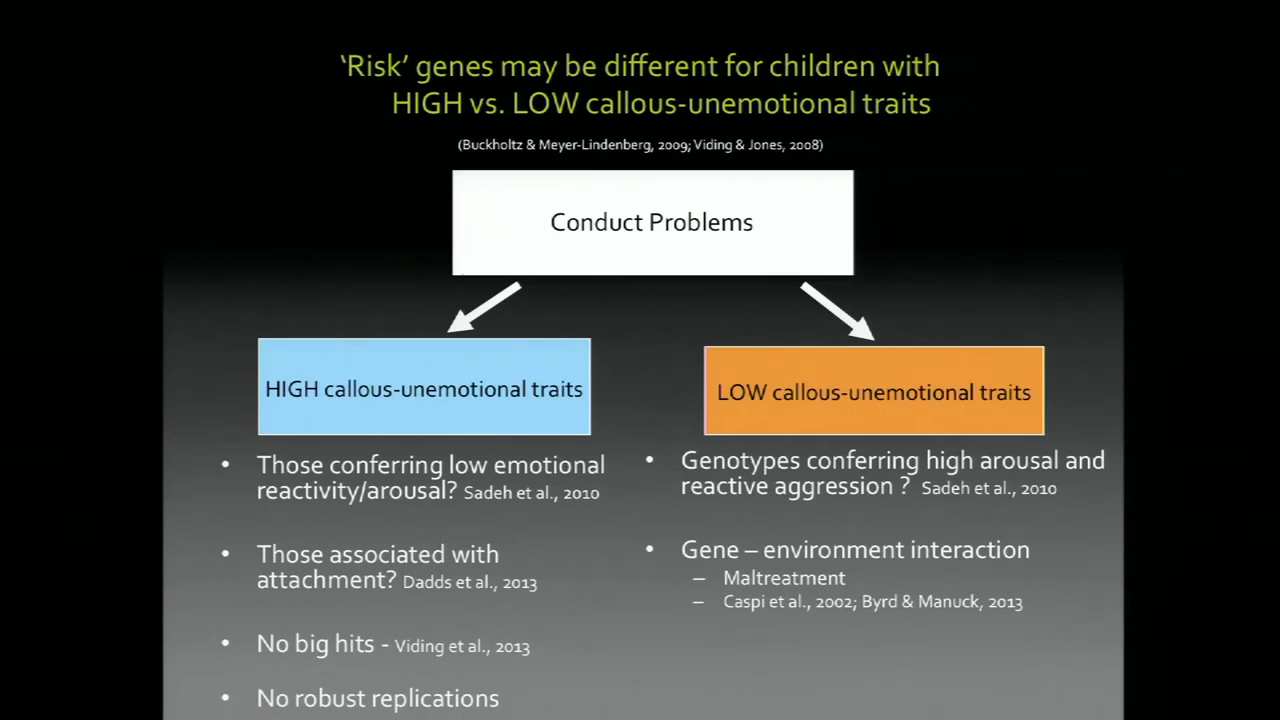 ‘Risk’ genes may be different for children with
HIGH vs. LOW callous-unemotional traits
(Buckholtz & Meyer-Lindenberg, 2009; Viding & Jones, 2008)
Conduct Problems
HIGH callous-unemotional traits
• Those conferring low emotional
reactivity/arousal? Sadeh et al., 2010
• Those associated with
attachment? Dadds et al., 2013
• No big hits - Viding et al., 2013
• No robust replications
LOW callous-unemotional traits
• Genotypes conferring high arousal and
reactive aggression ? Sadeh et al., 2010
• Gene – environment interaction
– Maltreatment
– Caspi et al., 2002; Byrd & Manuck, 2013